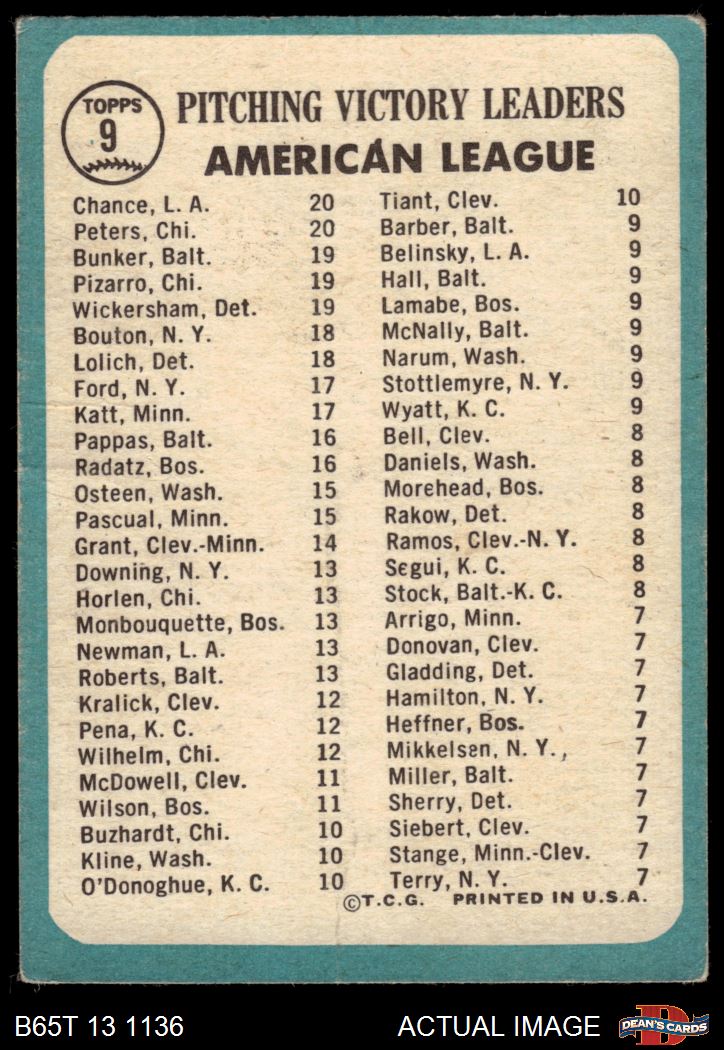 TOPPS
9
PITCHING VICTORY LEADERS
AMERICAN LEAGUE
Chance, L. A. 20
Peters, Chi. 20
Bunker, Balt. 19
Pizarro, Chi. 19
Wickersham, Det. 19
Bouton, N. Y. 18
Lolich, Det. 18
Ford, N. Y. 17
Katt, Minn. 17
Pappas, Balt. 16
Radatz, Bos. 16
Osteen, Wash. 15
Pascual, Minn. 15
Grant, Clev.-Minn. 14
Downing, N. Y. 13
Horlen, Chi. 13
Monbouquette, Bos. 13
Newman, L. A. 13
Roberts, Balt. 13
Kralick, Clev. 12
Pena, K. C. 12
Wilhelm, Chi. 12
McDowell, Clev. 11
Wilson, Bos. 11
Buzhardt, Chi. 10
Kline, Wash. 10
O'Donoghue, K. C. 10
Tiant, Clev. 10
Barber, Balt. 9
Belinsky, L. A. 9
Hall, Balt. 9
Lamabe, Bos. 9
McNally, Balt. 9
Narum, Wash. 9
Stottlemyre, N. Y. 9
Wyatt, K. C. 9
Bell, Clev. 8
Daniels, Wash. 8
Morehead, Bos. 8
Rakow, Det. 8
Ramos, Clev.-N. Y. 8
Segui, K. C. 8
Stock, Balt.-K. C. 8
Arrigo, Minn. 7
Donovan, Clev. 7
Gladding, Det. 7
Hamilton, N. Y. 7
Heffner, Bos. 7
Mikkelsen, N. Y., 7
Miller, Balt. 7
Sherry, Det. 7
Siebert, Clev. 7
Stange, Minn.-Clev. 7
Terry, N. Y. 7
©T.C.G. PRINTED IN U.S.A.
B65T 13 1136 ACTUAL IMAGE
D
DEAN'S CARDS